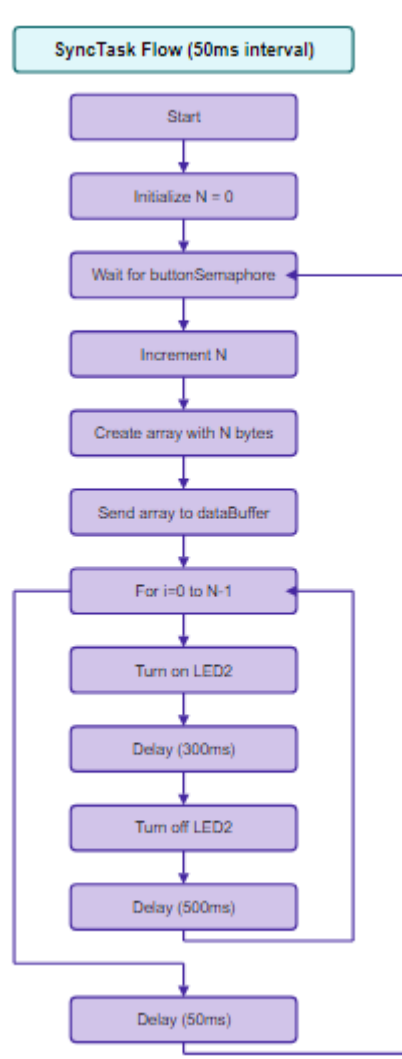 SyncTask Flow (50ms interval)
Start
Initialize N = 0
Wait for buttonSemaphore
Increment N
Create array with N bytes
Send array to dataBuffer
For i=0 to N-1
Turn on LED2
Delay (300ms)
Turn off LED2
Delay (500ms)
Delay (50ms)